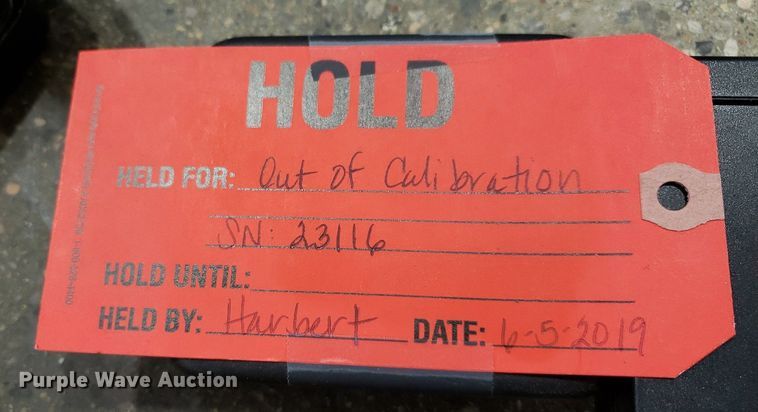 HOLD
HELD FOR: Out of Calibration
SN: 23116
HOLD UNTIL:
HELD BY: Harbert DATE: 6-5-2019
Purple Wave Auction